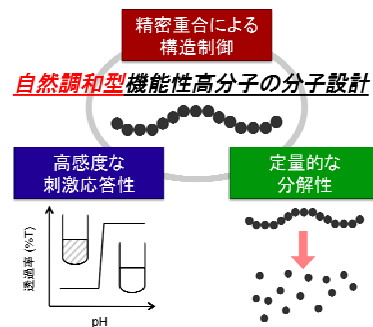 精密重合による
構造制御
自然調和型機能性高分子の分子設計
高感度な
刺激応答性
定量的な
分解性
透過率 (%T)
pH